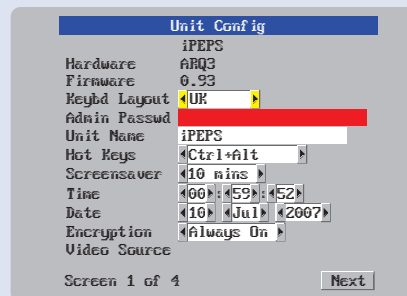 Unit Config
iPEPS
Hardware ARQ3
Firmware 0.93
Keybd Layout UK
Admin Passwd
Unit Name iPEPS
Hot Keys Ctrl+Alt
Screensaver 10 mins
Time 00:59:52
Date 10 Jul 2007
Encryption Always On
Video Source
Screen 1 of 4 Next